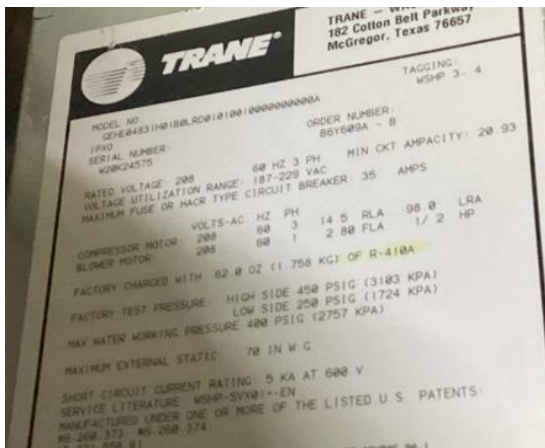 TRANE
182 Cotton Belt Parkway
McGregor, Texas 76657
TAGGING:
WSHP 3- 4
MODEL NO
IPXO
SERIAL NUMBER:
W20K24575
ORDER NUMBER:
B6Y609A - B
RATED VOLTAGE: 208 60 HZ 3 PH MIN CKT AMPACITY: 20.93
VOLTAGE UTILIZATION RANGE: 187-229 VAC
MAXIMUM FUSE OR HACR TYPE CIRCUIT BREAKER: 35 AMPS
VOLTS-AC HZ PH
COMPRESSOR MOTOR: 208 60 3 14.5 RLA 98.0 LRA
BLOWER MOTOR: 208 60 1 2.80 FLA 1/ 2 HP
FACTORY CHARGED WITH 62.0 OZ (1.758 KG) OF R-410A
FACTORY TEST PRESSURE: HIGH SIDE 450 PSIG (3103 KPA)
LOW SIDE 250 PSIG (1724 KPA)
MAX WATER WORKING PRESSURE 400 PSIG (2757 KPA)
MAXIMUM EXTERNAL STATIC: 70 IN W G
SHORT CIRCUIT CURRENT RATING: 5 KA AT 600 V
SERVICE LITERATURE WSHP-SVX01*-EN
MANUFACTURED UNDER ONE OR MORE OF THE LISTED U.S PATENTS:
#6.260.373 #6.260.374